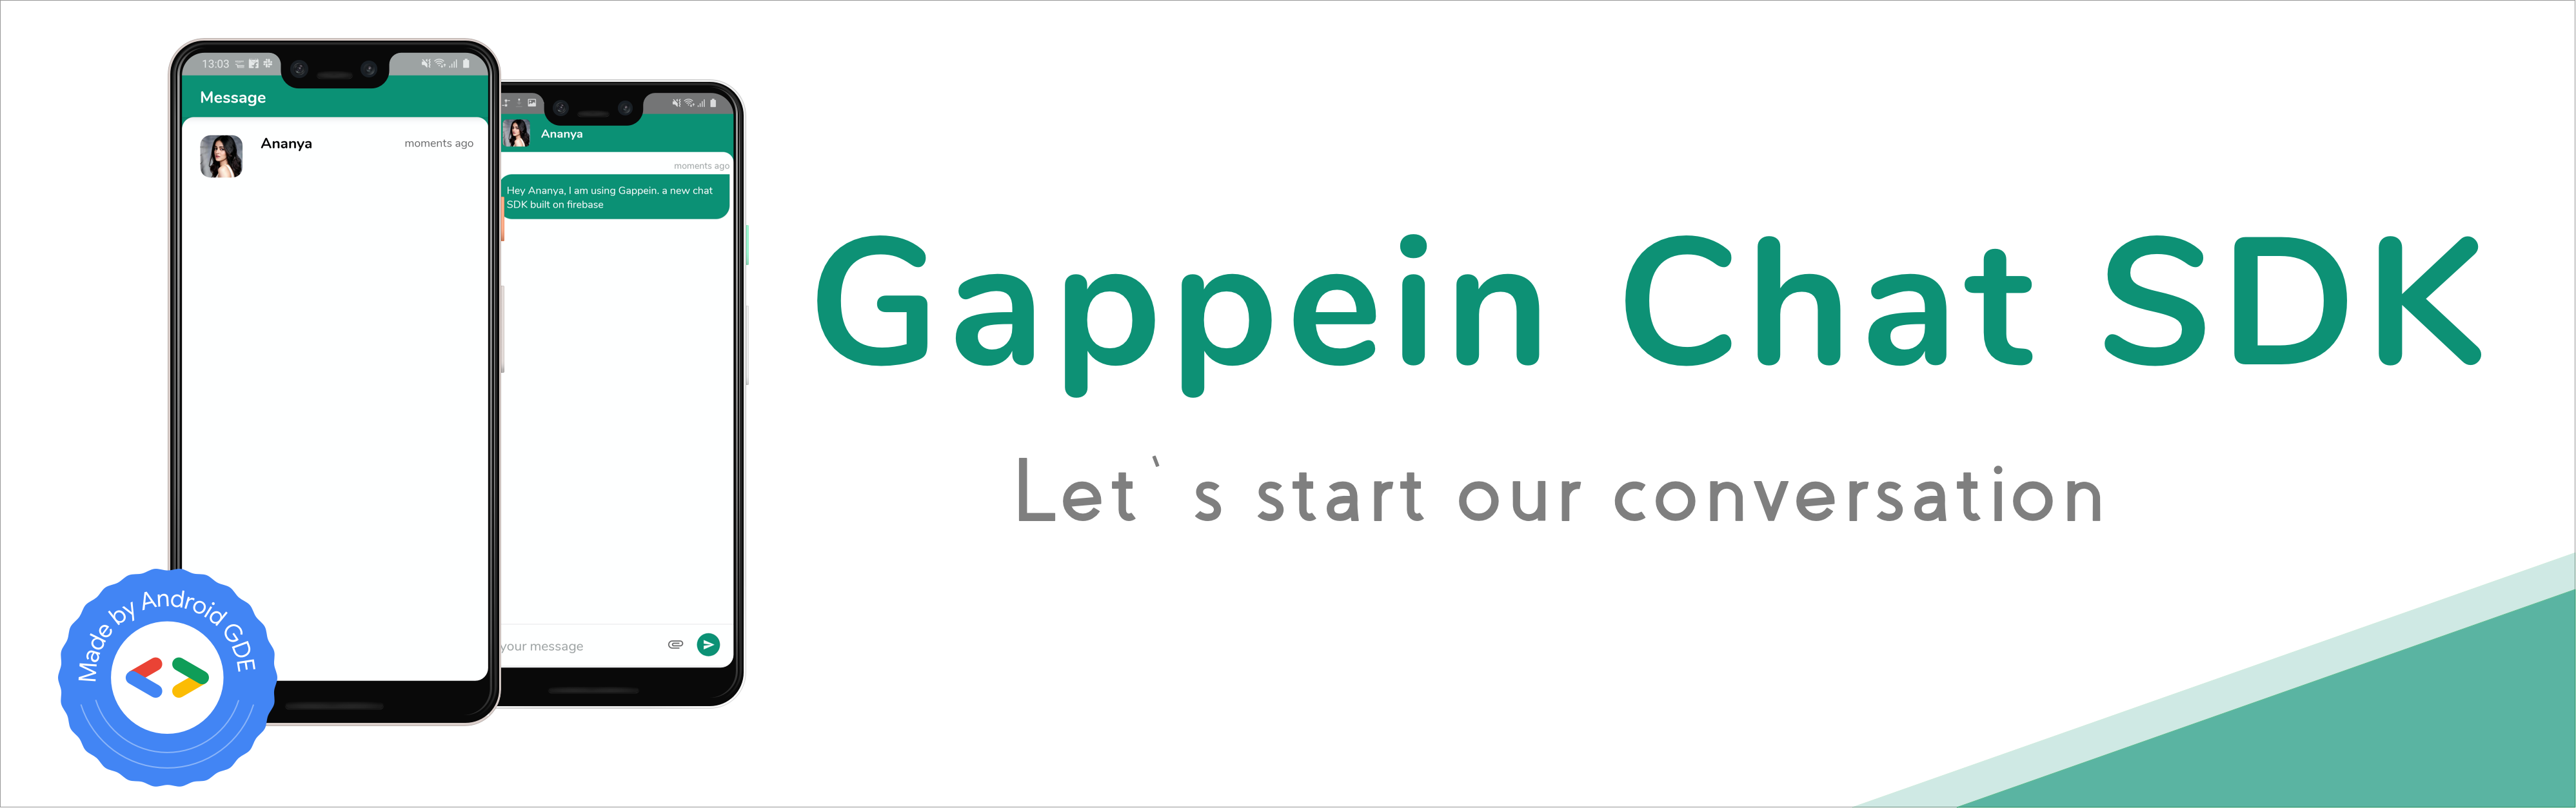 13:03
Message
Ananya
moments ago
Ananya
moments ago
Hey Ananya, I am using Gappein. a new chat
SDK built on firebase
your message
Made by Android GDE
Gappein Chat SDK
Let`s start our conversation